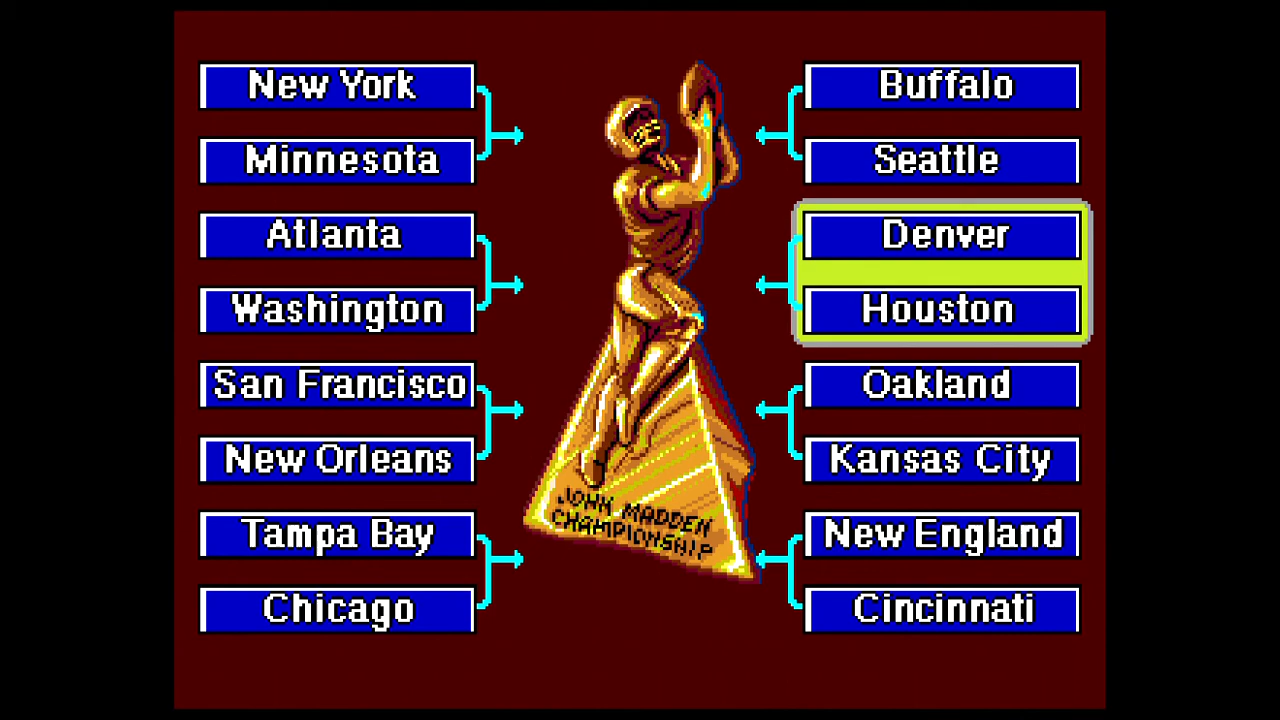 New York
Minnesota
Atlanta
Washington
San Francisco
New Orleans
Tampa Bay
Chicago
JOHN MADDEN
CHAMPIONSHIP
Buffalo
Seattle
Denver
Houston
Oakland
Kansas City
New England
Cincinnati